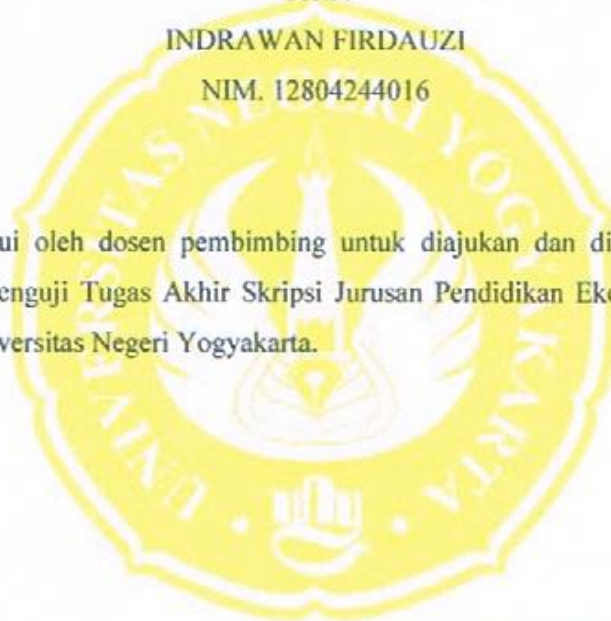 INDRAWAN FIRDAUZI
NIM. 12804244016
oleh dosen pembimbing untuk diajukan dan
Tugas Akhir Skripsi Jurusan Pendidikan
Negeri Yogyakarta.
UNIVERSITAS NEGERI YOGYAKARTA